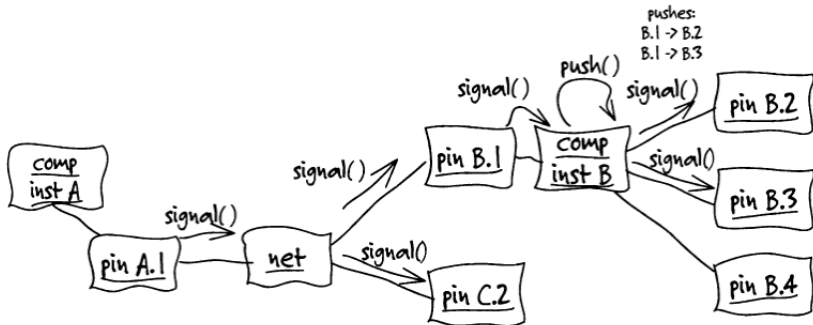 pushes:
B.1 -> B.2
B.1 -> B.3
push()
signal()
signal()
pin B.2
comp
inst A
signal()
pin B.1
comp
inst B
signal()
pin B.3
signal()
pin A.1
net
signal()
pin C.2
pin B.4